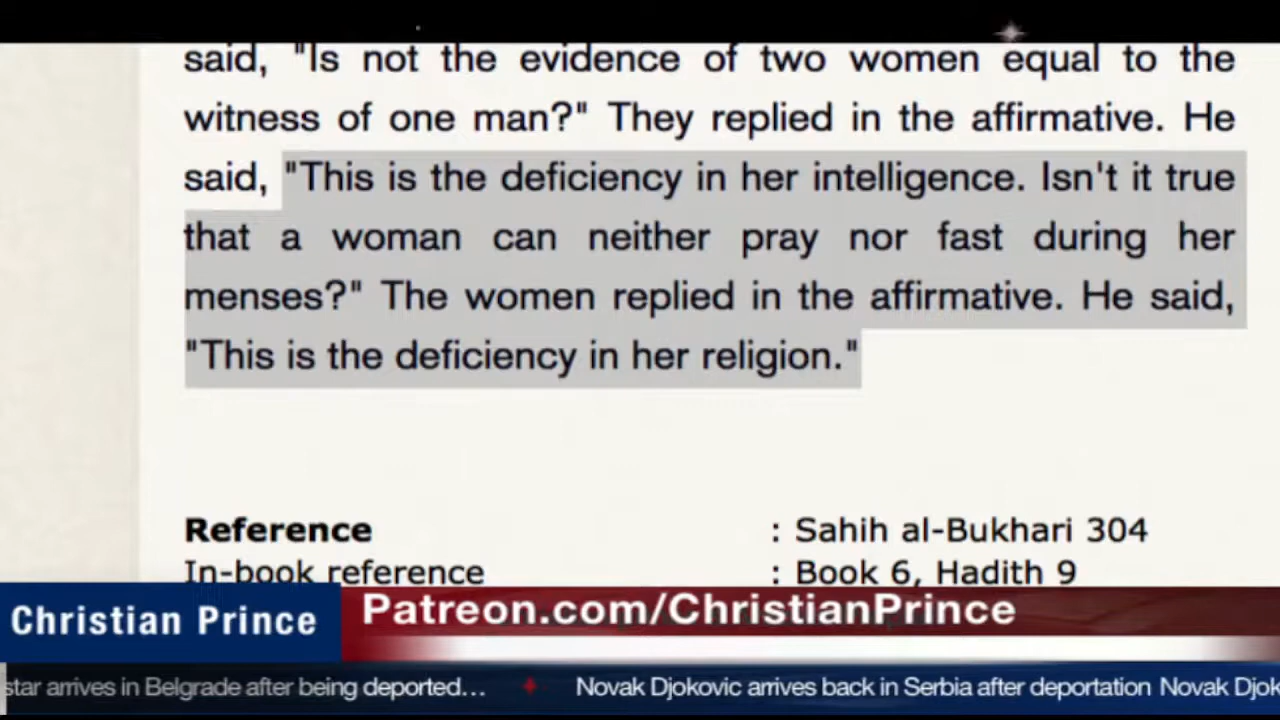 said, "Is not the evidence of two women equal to the
witness of one man?" They replied in the affirmative. He
said, "This is the deficiency in her intelligence. Isn't it true
that a woman can neither pray nor fast during her
menses?" The women replied in the affirmative. He said,
"This is the deficiency in her religion."
Reference : Sahih al-Bukhari 304
In-book reference : Book 6, Hadith 9
Christian Prince
Patreon.com/ChristianPrince
star arrives in Belgrade after being deported... Novak Djokovic arrives back in Serbia after deportation Novak Djok